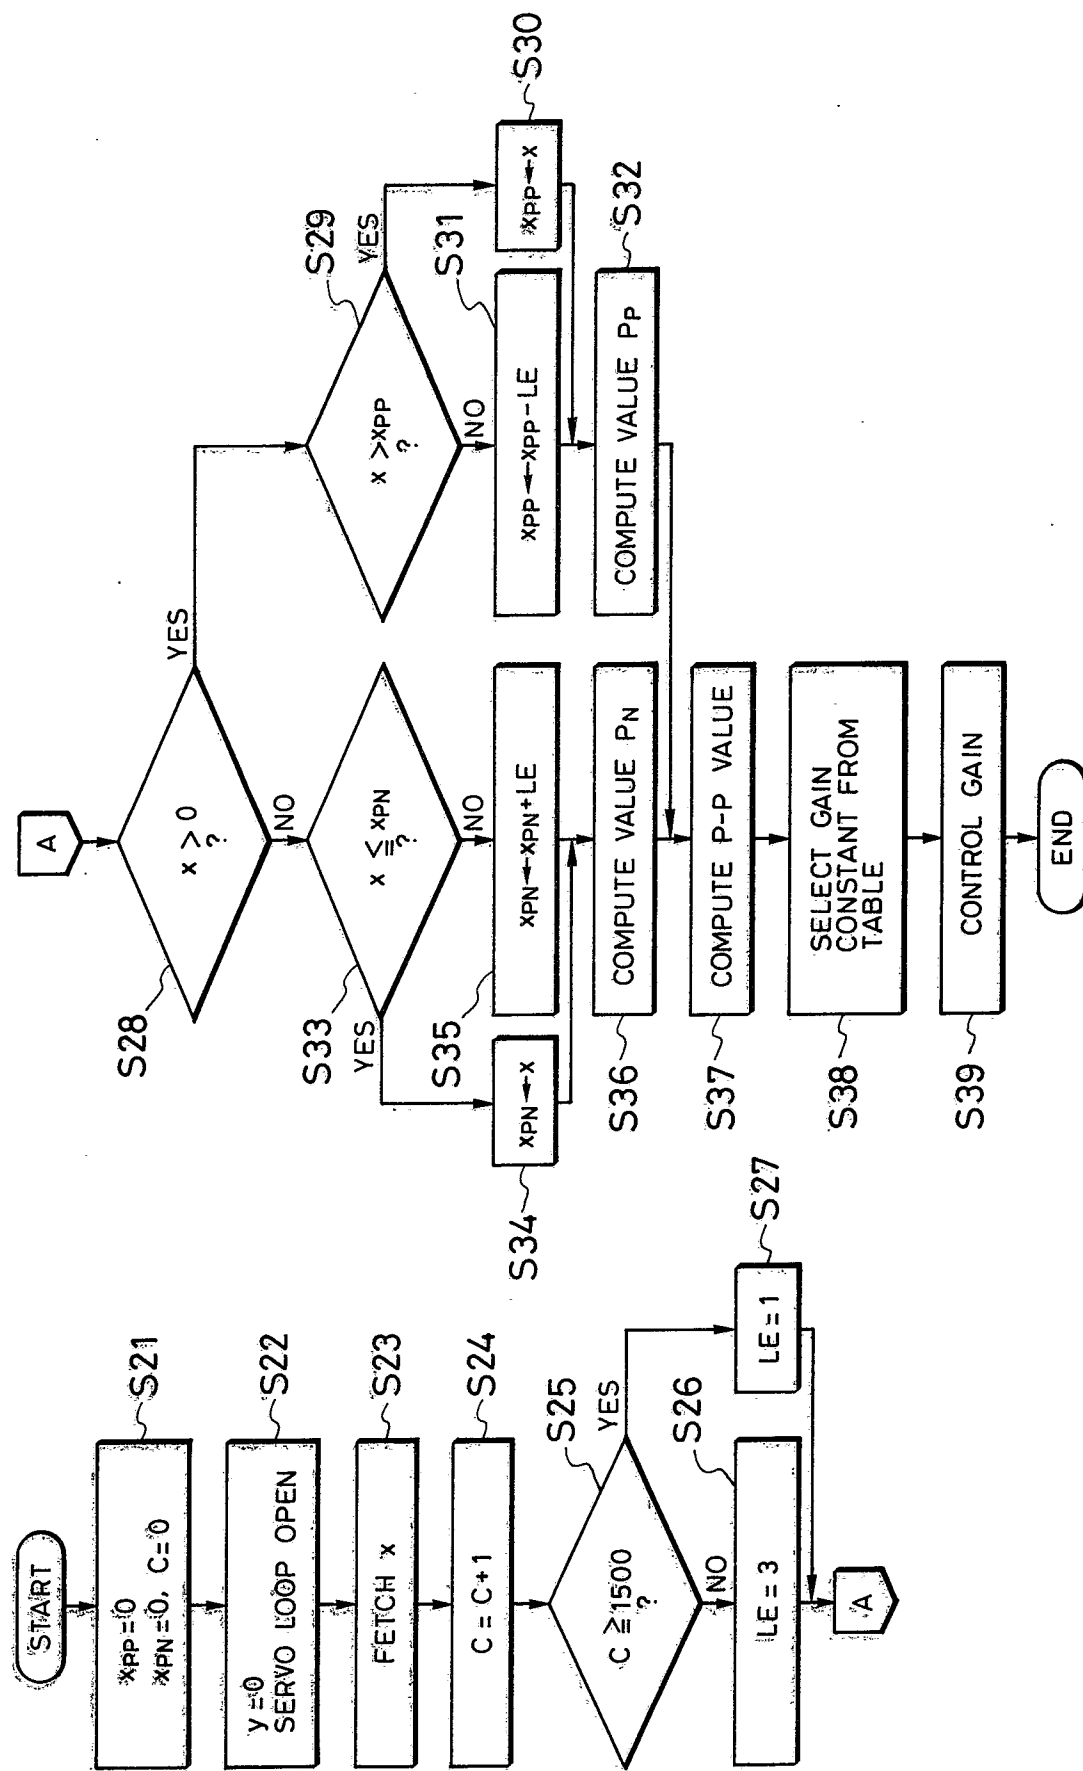 START
xPP=0
xPN=0, C=0
S21
y=0
SERVO LOOP OPEN
S22
FETCH x
S23
C=C+1
S24
C≧1500
?
S25
YES
NO
LE=3
S26
LE=1
S27
A
A
x>0
?
S28
YES
NO
x>xPP
?
S29
YES
NO
xPP←x
S30
xPP←xPP-LE
S31
COMPUTE VALUE PP
S32
x≦xPN
?
S33
YES
NO
xPN←x
S34
xPN←xPN+LE
S35
COMPUTE VALUE PN
S36
COMPUTE P-P VALUE
S37
SELECT GAIN
CONSTANT FROM
TABLE
S38
CONTROL GAIN
S39
END